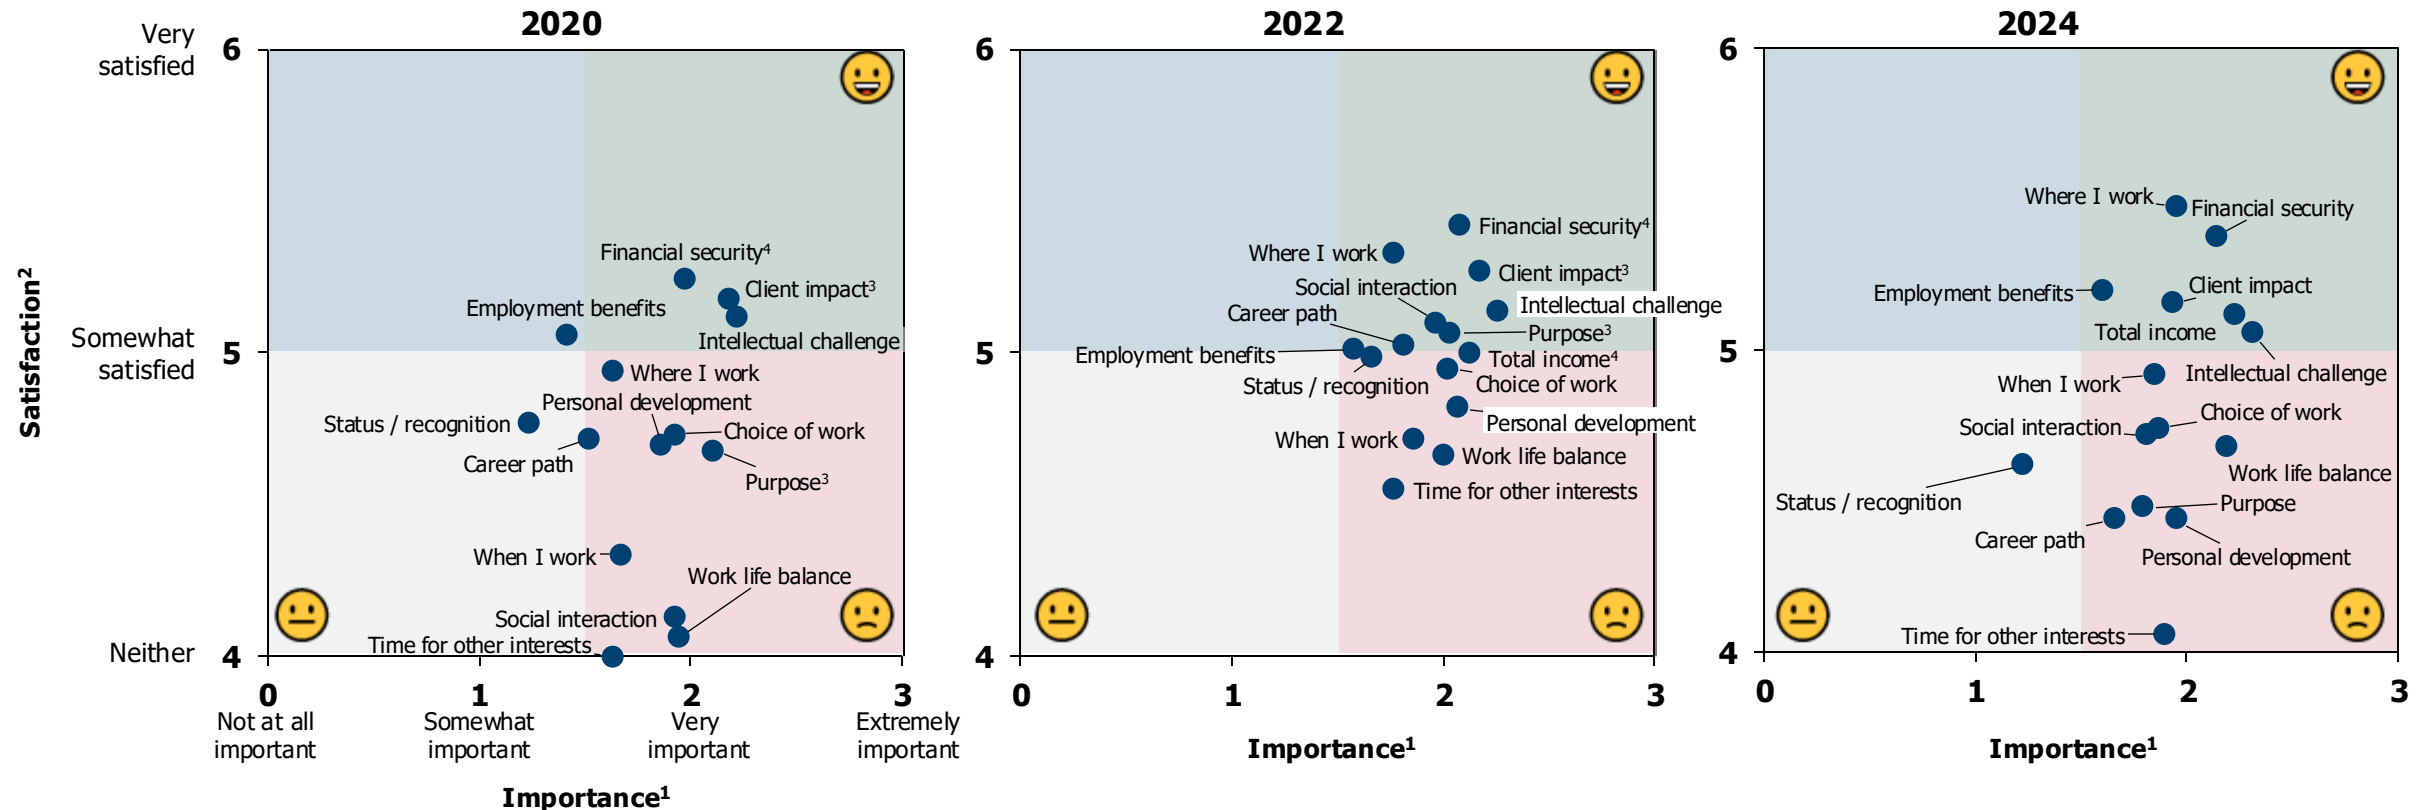 2020
2022
2024
Very
satisfied
Somewhat
satisfied
Neither
Satisfaction²
6
5
4
Financial security⁴
Client impact³
Employment benefits
Intellectual challenge
Where I work
Personal development
Status / recognition
Choice of work
Career path
Purpose³
When I work
Work life balance
Social interaction
Time for other interests
0
1
2
3
Not at all
important
Somewhat
important
Very
important
Extremely
important
Importance¹
6
5
4
Financial security⁴
Where I work
Client impact³
Social interaction
Intellectual challenge
Career path
Purpose³
Employment benefits
Total income⁴
Status / recognition
Choice of work
Personal development
When I work
Work life balance
Time for other interests
0
1
2
3
Importance¹
6
5
4
Where I work
Financial security
Employment benefits
Client impact
Total income
Intellectual challenge
When I work
Choice of work
Social interaction
Work life balance
Status / recognition
Purpose
Career path
Personal development
Time for other interests
0
1
2
3
Importance¹